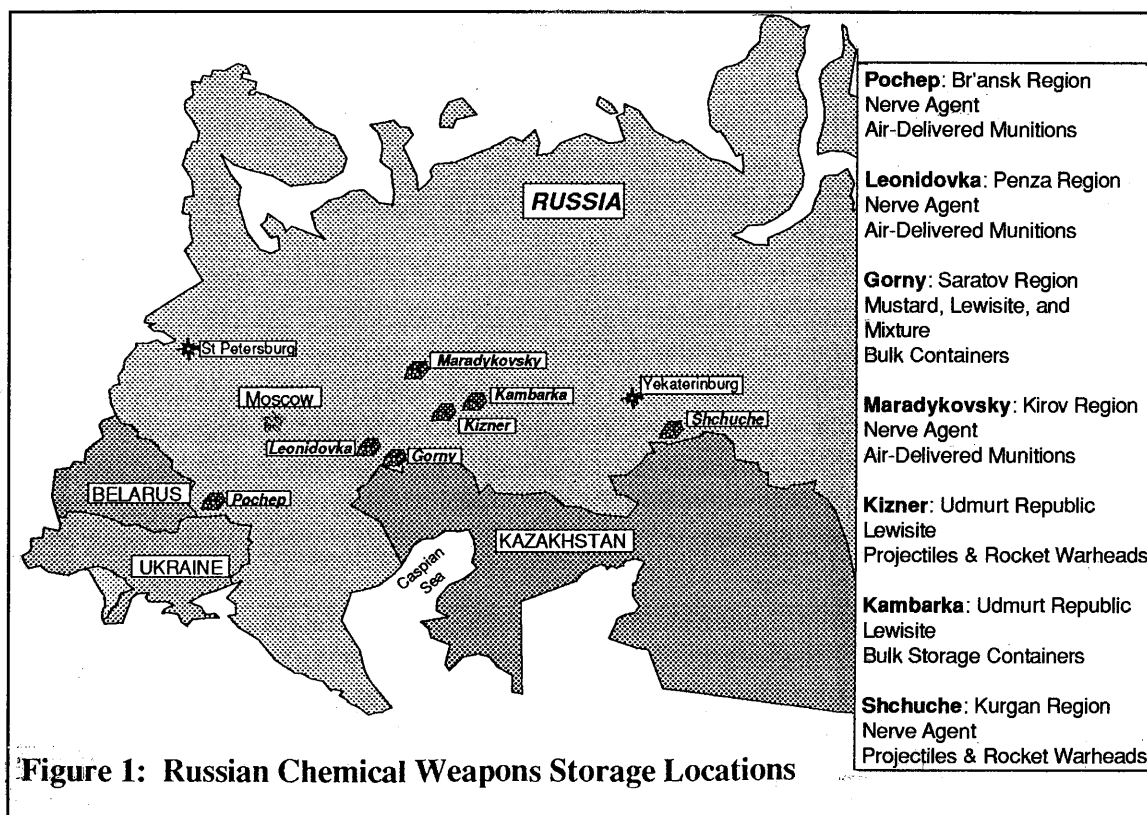 RUSSIA
St Petersburg
Maradykovsky
Moscow
Kambarka
Yekaterinburg
Kizner
Shchuche
Leonidovka
Gorny
BELARUS
Pochep
UKRAINE
KAZAKHSTAN
Caspian
Sea
Pochep: Br'ansk Region
Nerve Agent
Air-Delivered Munitions
Leonidovka: Penza Region
Nerve Agent
Air-Delivered Munitions
Gorny: Saratov Region
Mustard, Lewisite, and
Mixture
Bulk Containers
Maradykovsky: Kirov Region
Nerve Agent
Air-Delivered Munitions
Kizner: Udmurt Republic
Lewisite
Projectiles & Rocket Warheads
Kambarka: Udmurt Republic
Lewisite
Bulk Storage Containers
Shchuche: Kurgan Region
Nerve Agent
Projectiles & Rocket Warheads
Figure 1: Russian Chemical Weapons Storage Locations